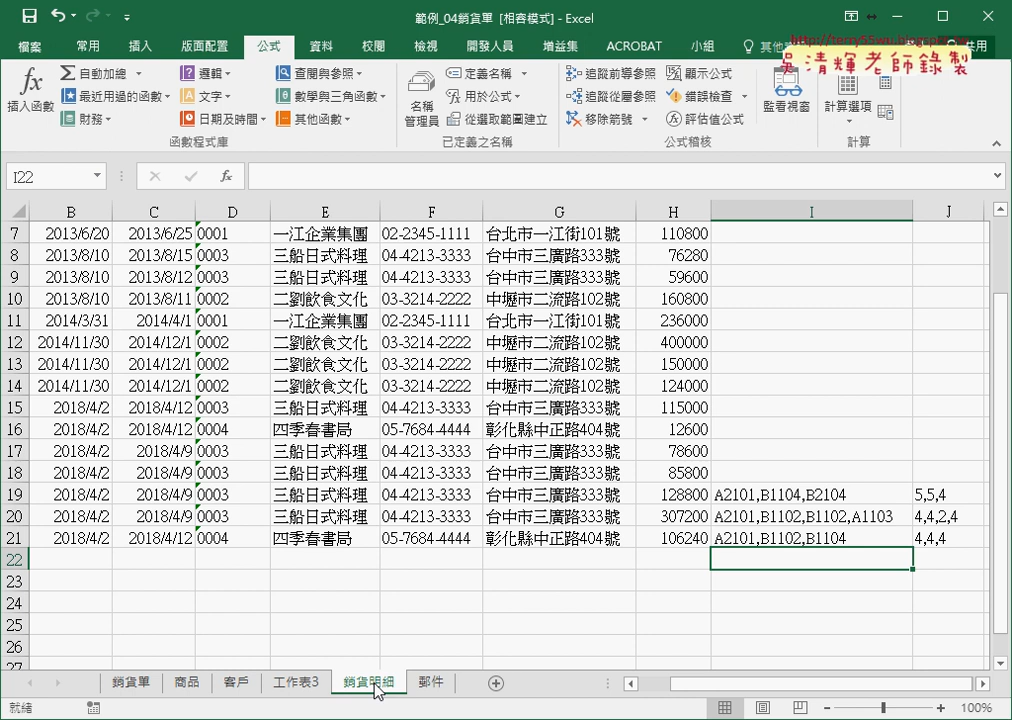 範例_04銷貨單 [相容模式] - Excel
檔案 常用 插入 版面配置 公式 資料 校閱 檢視 開發人員 增益集 ACROBAT 小組 其他 共用
http://terry55wu.blogspot
吳清輝老師錄製
fx 插入函數
Σ 自動加總
最近用過的函數
財務
邏輯
文字
日期及時間
查閱與參照
數學與三角函數
其他函數
函數程式庫
名稱管理員
定義名稱
用於公式
從選取範圍建立
已定義之名稱
追蹤前導參照
追蹤從屬參照
移除箭號
顯示公式
錯誤檢查
評估值公式
公式稽核
監看視窗
計算選項
計算
I22 fx
B C D E F G H I J
7 2013/6/20 2013/6/25 0001 一江企業集團 02-2345-1111 台北市一江街101號 110800
8 2013/8/10 2013/8/15 0003 三船日式料理 04-4213-3333 台中市三廣路333號 76280
9 2013/8/10 2013/8/12 0003 三船日式料理 04-4213-3333 台中市三廣路333號 59600
10 2013/8/10 2013/8/11 0002 二劉飲食文化 03-3214-2222 中壢市二流路102號 160800
11 2014/3/31 2014/4/1 0001 一江企業集團 02-2345-1111 台北市一江街101號 236000
12 2014/11/30 2014/12/1 0002 二劉飲食文化 03-3214-2222 中壢市二流路102號 400000
13 2014/11/30 2014/12/1 0002 二劉飲食文化 03-3214-2222 中壢市二流路102號 150000
14 2014/11/30 2014/12/1 0002 二劉飲食文化 03-3214-2222 中壢市二流路102號 124000
15 2018/4/2 2018/4/12 0003 三船日式料理 04-4213-3333 台中市三廣路333號 115000
16 2018/4/2 2018/4/12 0004 四季春書局 05-7684-4444 彰化縣中正路404號 12600
17 2018/4/2 2018/4/9 0003 三船日式料理 04-4213-3333 台中市三廣路333號 78600
18 2018/4/2 2018/4/9 0003 三船日式料理 04-4213-3333 台中市三廣路333號 85800
19 2018/4/2 2018/4/9 0003 三船日式料理 04-4213-3333 台中市三廣路333號 128800 A2101,B1104,B2104 5,5,4
20 2018/4/2 2018/4/9 0003 三船日式料理 04-4213-3333 台中市三廣路333號 307200 A2101,B1102,B1102,A1103 4,4,2,4
21 2018/4/2 2018/4/12 0004 四季春書局 05-7684-4444 彰化縣中正路404號 106240 A2101,B1102,B1104 4,4,4
22
23
24
25
26
27
銷貨單 商品 客戶 工作表3 銷貨明細 郵件
就緒 100%